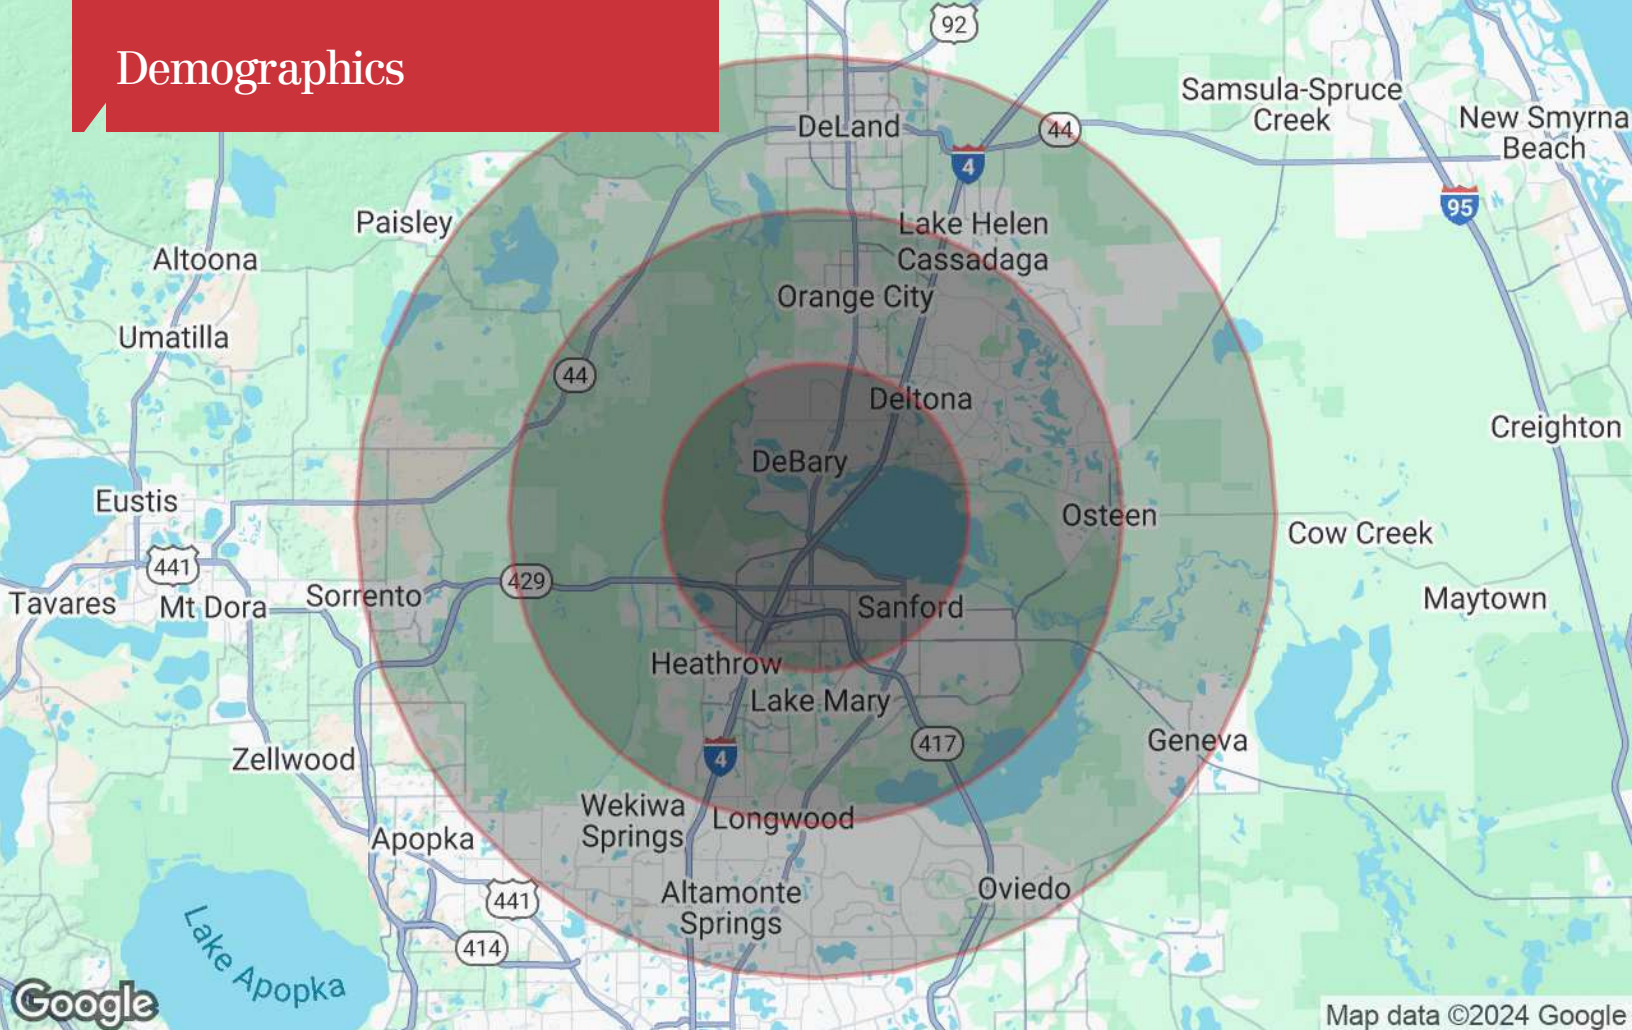 Demographics
92
Samsula-Spruce
Creek
New Smyrna
Beach
DeLand
44
4
95
Paisley
Lake Helen
Cassadaga
Altoona
Orange City
Umatilla
44
Deltona
Creighton
DeBary
Eustis
Osteen
Cow Creek
441
429
Tavares
Mt Dora
Sorrento
Sanford
Maytown
Heathrow
Lake Mary
417
Geneva
4
Zellwood
Wekiwa
Springs
Longwood
Apopka
Altamonte
Springs
Oviedo
441
414
Lake Apopka
Google
Map data ©2024 Google